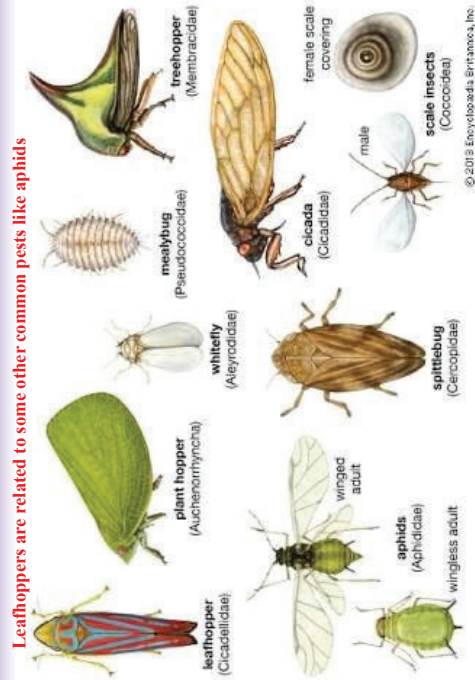 Leafhoppers are related to some other common pests like aphids
leafhopper
(Cicadellidae)
plant hopper
(Auchenorrhyncha)
whitefly
(Aleyrodidae)
mealybug
(Pseudococcidae)
treehopper
(Membracidae)
wingless adult
aphids
(Aphididae)
winged
adult
spittlebug
(Cercopidae)
cicada
(Cicadidae)
male
scale insects
(Coccoidea)
female scale
covering
© 2013 Encyclopædia Britannica, Inc.